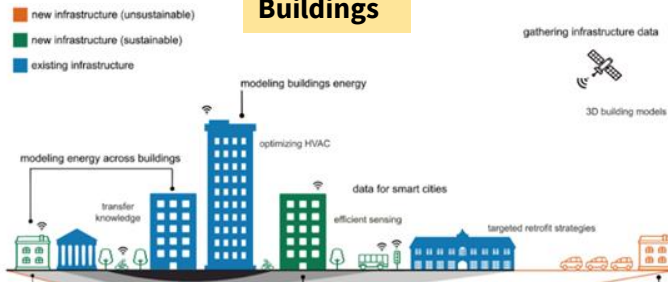 Buildings
new infrastructure (unsustainable)
new infrastructure (sustainable)
existing infrastructure
gathering infrastructure data
3D building models
modeling buildings energy
optimizing HVAC
modeling energy across buildings
transfer
knowledge
data for smart cities
efficient sensing
targeted retrofit strategies